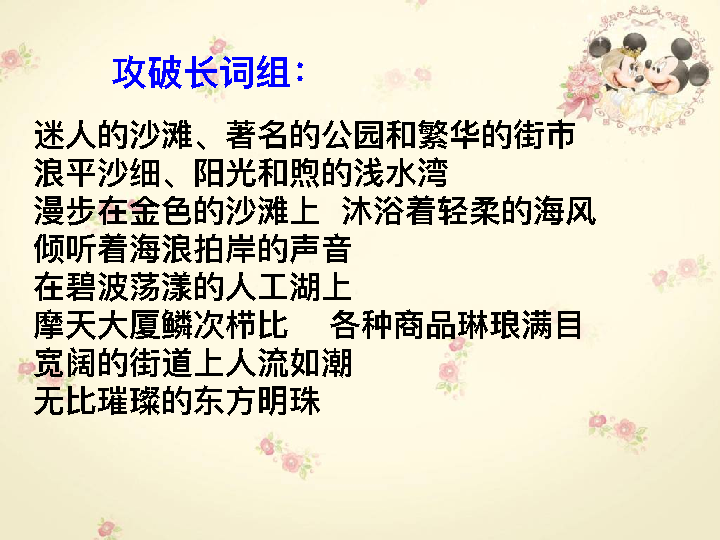 攻破长词组：
迷人的沙滩、著名的公园和繁华的街市
浪平沙细、阳光和煦的浅水湾
漫步在金色的沙滩上 沐浴着轻柔的海风
倾听着海浪拍岸的声音
在碧波荡漾的人工湖上
摩天大厦鳞次栉比 各种商品琳琅满目
宽阔的街道上人流如潮
无比璀璨的东方明珠